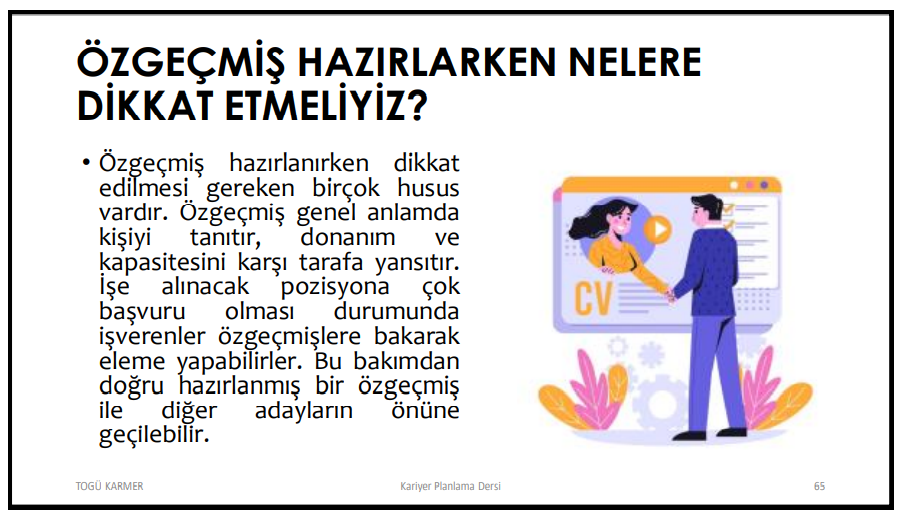 ÖZGEÇMİŞ HAZIRLARKEN NELERE
DİKKAT ETMELİYİZ?
• Özgeçmiş hazırlanırken dikkat
edilmesi gereken birçok husus
vardır. Özgeçmiş genel anlamda
kişiyi tanıtır, donanım ve
kapasitesini karşı tarafa yansıtır.
İşe alınacak pozisyona çok
başvuru olması durumunda
işverenler özgeçmişlere bakarak
eleme yapabilirler. Bu bakımdan
doğru hazırlanmış bir özgeçmiş
ile diğer adayların önüne
geçilebilir.
CV
TOGÜ KARMER
Kariyer Planlama Dersi
65